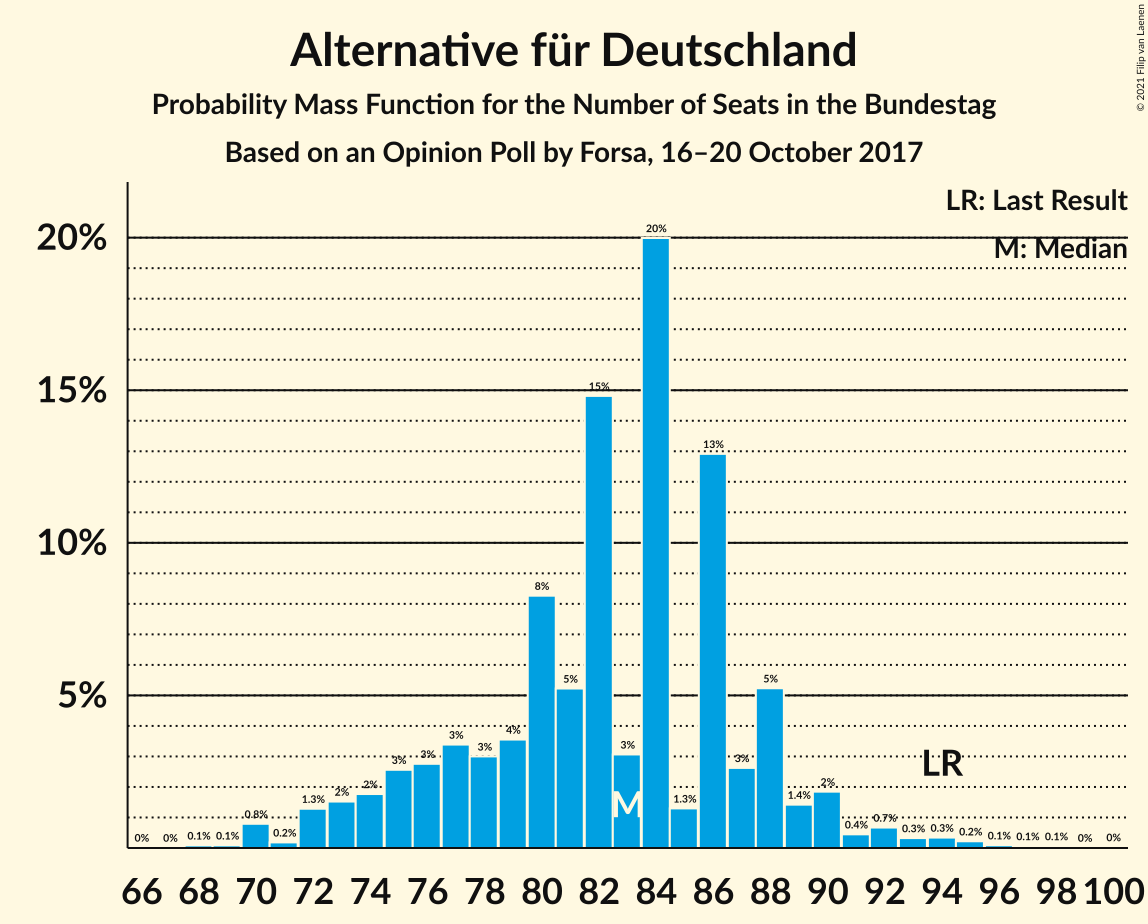 Alternative für Deutschland
Probability Mass Function for the Number of Seats in the Bundestag
Based on an Opinion Poll by Forsa, 16–20 October 2017
© 2021 Filip van Laenen
LR: Last Result
M: Median
20%
15%
10%
5%
0% 0% 0.1% 0.1% 0.8% 0.2% 1.3% 2% 2% 3% 3% 3% 3% 4% 8% 5% 15% 3% 20% 1.3% 13% 3% 5% 1.4% 2% 0.4% 0.7% 0.3% 0.3% 0.2% 0.1% 0.1% 0.1% 0% 0%
LR
M
66 68 70 72 74 76 78 80 82 84 86 88 90 92 94 96 98 100